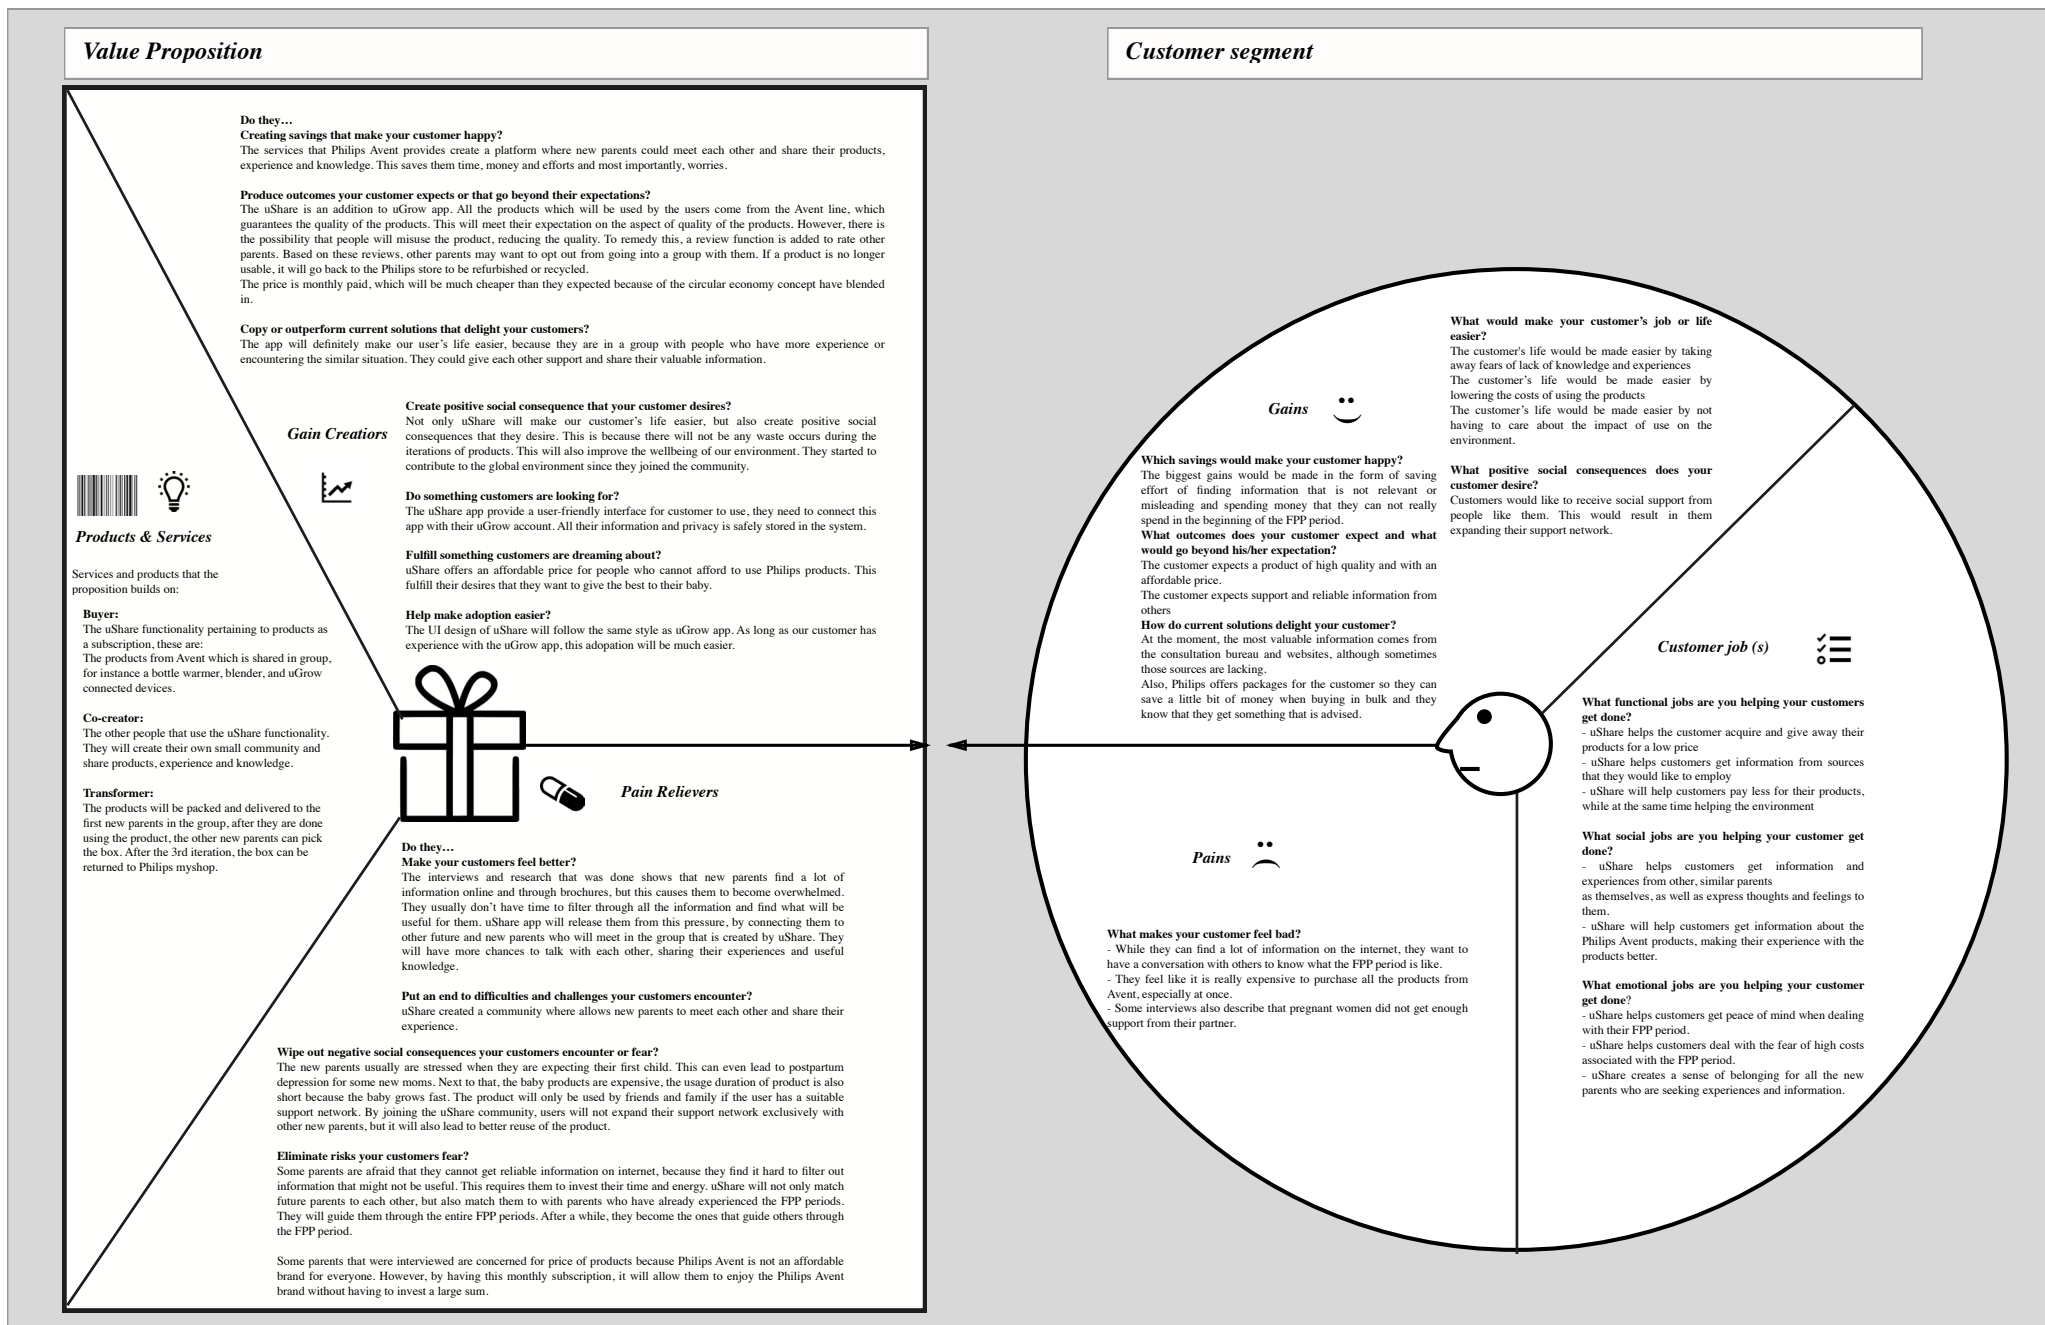 Value Proposition
Do they…
Creating savings that make your customer happy?
The services that Philips Avent provides create a platform where new parents could meet each other and share their products,
experience and knowledge. This saves them time, money and efforts and most importantly, worries.
Produce outcomes your customer expects or that go beyond their expectations?
The uShare is an addition to uGrow app. All the products which will be used by the users come from the Avent line, which
guarantees the quality of the products. This will meet their expectation on the aspect of quality of the products. However, there is
the possibility that people will misuse the product, reducing the quality. To remedy this, a review function is added to rate other
parents. Based on these reviews, other parents may want to opt out from going into a group with them. If a product is no longer
usable, it will go back to the Philips store to be refurbished or recycled.
The price is monthly paid, which will be much cheaper than they expected because of the circular economy concept have blended
in.
Copy or outperform current solutions that delight your customers?
The app will definitely make our user's life easier, because they are in a group with people who have more experience or
encountering the similar situation. They could give each other support and share their valuable information.
Gain Creatiors
Create positive social consequence that your customer desires?
Not only uShare will make our customer's life easier, but also create positive social
consequences that they desire. This is because there will not be any waste occurs during the
iterations of products. This will also improve the wellbeing of our environment. They started to
contribute to the global environment since they joined the community.
Do something customers are looking for?
The uShare app provide a user-friendly interface for customer to use, they need to connect this
app with their uGrow account. All their information and privacy is safely stored in the system.
Fulfill something customers are dreaming about?
uShare offers an affordable price for people who cannot afford to use Philips products. This
fulfill their desires that they want to give the best to their baby.
Help make adoption easier?
The UI design of uShare will follow the same style as uGrow app. As long as our customer has
experience with the uGrow app, this adopation will be much easier.
Products & Services
Services and products that the
proposition builds on:
Buyer:
The uShare functionality pertaining to products as
a subscription, these are:
The products from Avent which is shared in group,
for instance a bottle warmer, blender, and uGrow
connected devices.
Co-creator:
The other people that use the uShare functionality.
They will create their own small community and
share products, experience and knowledge.
Transformer:
The products will be packed and delivered to the
first new parents in the group, after they are done
using the product, the other new parents can pick
the box. After the 3rd iteration, the box can be
returned to Philips myshop.
Pain Relievers
Do they…
Make your customers feel better?
The interviews and research that was done shows that new parents find a lot of
information online and through brochures, but this causes them to become overwhelmed.
They usually don't have time to filter through all the information and find what will be
useful for them. uShare app will release them from this pressure, by connecting them to
other future and new parents who will meet in the group that is created by uShare. They
will have more chances to talk with each other, sharing their experiences and useful
knowledge.
Put an end to difficulties and challenges your customers encounter?
uShare created a community where allows new parents to meet each other and share their
experience.
Wipe out negative social consequences your customers encounter or fear?
The new parents usually are stressed when they are expecting their first child. This can even lead to postpartum
depression for some new moms. Next to that, the baby products are expensive, the usage duration of product is also
short because the baby grows fast. The product will only be used by friends and family if the user has a suitable
support network. By joining the uShare community, users will not expand their support network exclusively with
other new parents, but it will also lead to better reuse of the product.
Eliminate risks your customers fear?
Some parents are afraid that they cannot get reliable information on internet, because they find it hard to filter out
information that might not be useful. This requires them to invest their time and energy. uShare will not only match
future parents to each other, but also match them to with parents who have already experienced the FPP periods.
They will guide them through the entire FPP periods. After a while, they become the ones that guide others through
the FPP period.
Some parents that were interviewed are concerned for price of products because Philips Avent is not an affordable
brand for everyone. However, by having this monthly subscription, it will allow them to enjoy the Philips Avent
brand without having to invest a large sum.
Customer segment
Gains
Which savings would make your customer happy?
The biggest gains would be made in the form of saving
effort of finding information that is not relevant or
misleading and spending money that they can not really
spend in the beginning of the FPP period.
What outcomes does your customer expect and what
would go beyond his/her expectation?
The customer expects a product of high quality and with an
affordable price.
The customer expects support and reliable information from
others
How do current solutions delight your customer?
At the moment, the most valuable information comes from
the consultation bureau and websites, although sometimes
those sources are lacking.
Also, Philips offers packages for the customer so they can
save a little bit of money when buying in bulk and they
know that they get something that is advised.
What would make your customer's job or life
easier?
The customer's life would be made easier by taking
away fears of lack of knowledge and experiences
The customer's life would be made easier by
lowering the costs of using the products
The customer's life would be made easier by not
having to care about the impact of use on the
environment.
What positive social consequences does your
customer desire?
Customers would like to receive social support from
people like them. This would result in them
expanding their support network.
Customer job (s)
What functional jobs are you helping your customers
get done?
- uShare helps the customer acquire and give away their
products for a low price
- uShare helps customers get information from sources
that they would like to employ
- uShare will help customers pay less for their products,
while at the same time helping the environment
What social jobs are you helping your customer get
done?
- uShare helps customers get information and
experiences from other, similar parents
as themselves, as well as express thoughts and feelings to
them.
- uShare will help customers get information about the
Philips Avent products, making their experience with the
products better.
What emotional jobs are you helping your customer
get done?
- uShare helps customers get peace of mind when dealing
with their FPP period.
- uShare helps customers deal with the fear of high costs
associated with the FPP period.
- uShare creates a sense of belonging for all the new
parents who are seeking experiences and information.
Pains
What makes your customer feel bad?
- While they can find a lot of information on the internet, they want to
have a conversation with others to know what the FPP period is like.
- They feel like it is really expensive to purchase all the products from
Avent, especially at once.
- Some interviews also describe that pregnant women did not get enough
support from their partner.